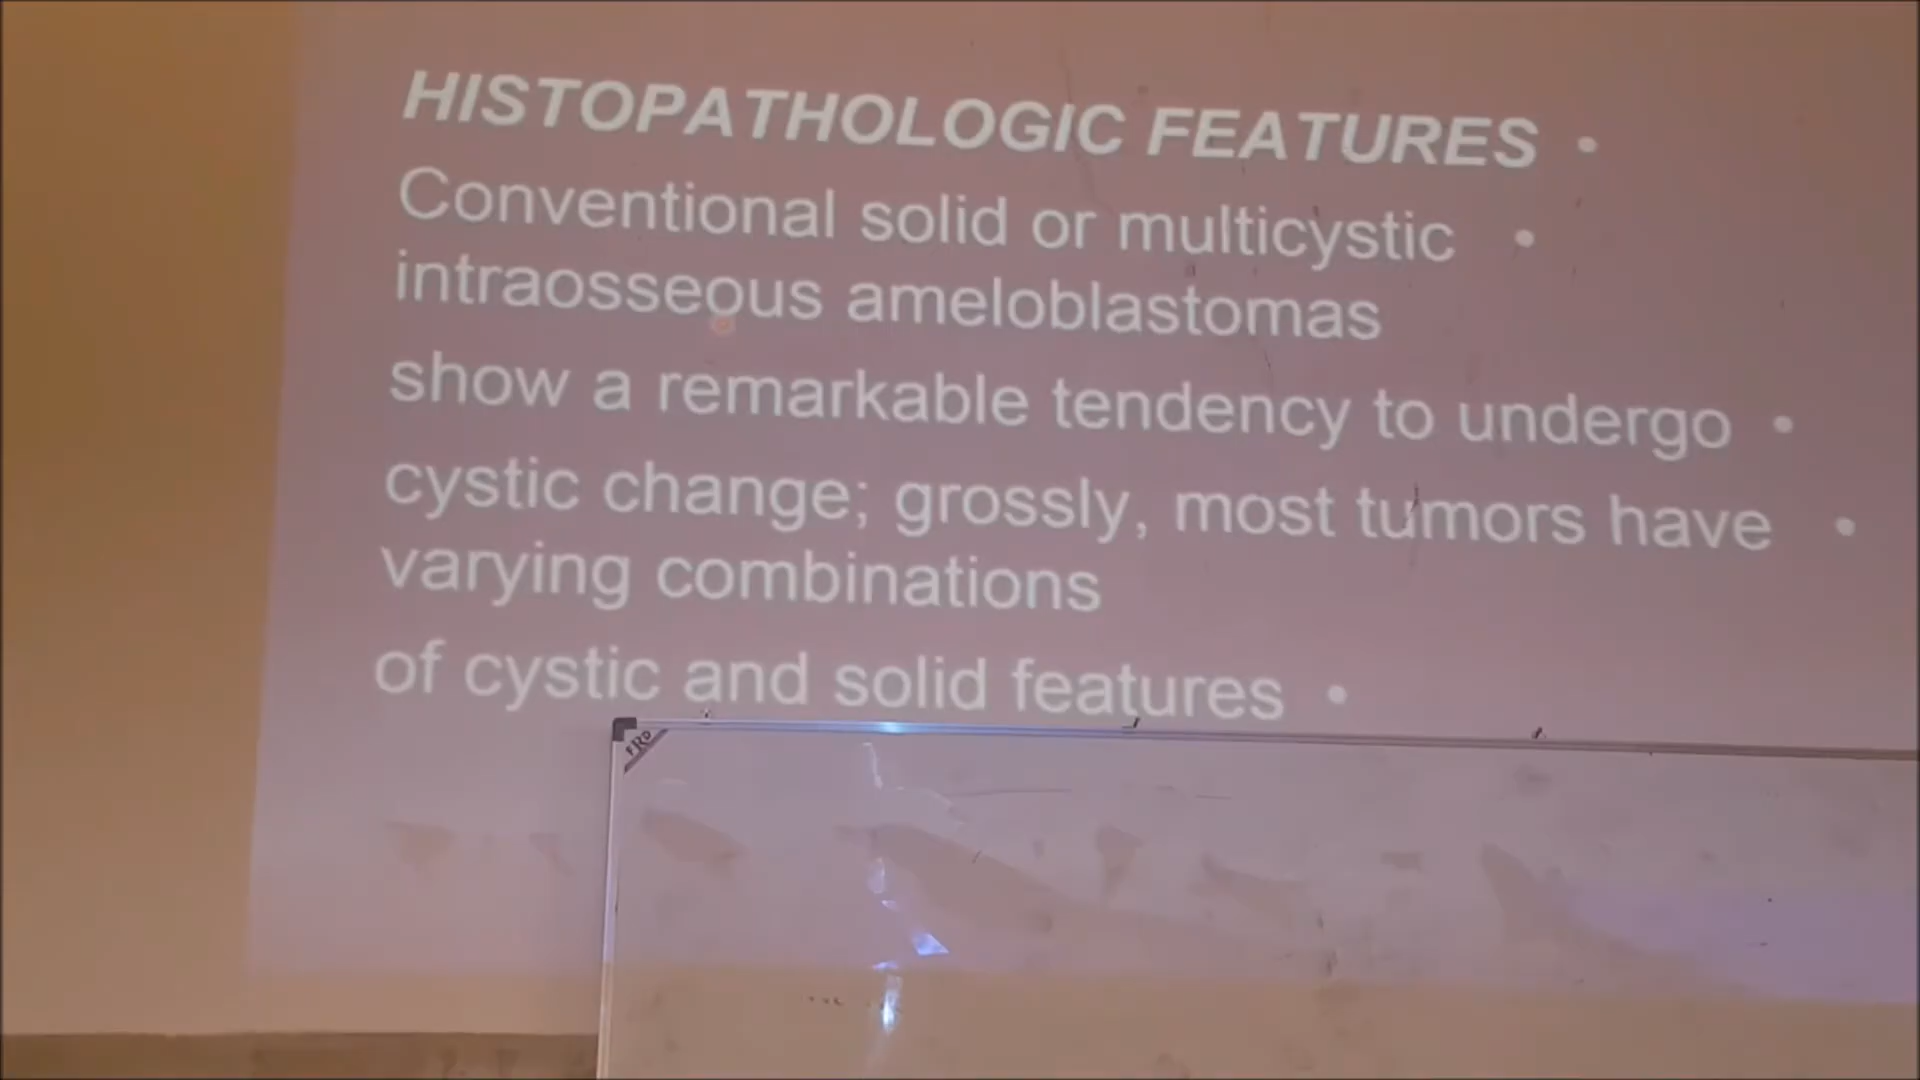 HISTOPATHOLOGIC FEATURES •
Conventional solid or multicystic •
intraosseous ameloblastomas
show a remarkable tendency to undergo •
cystic change; grossly, most tumors have •
varying combinations
of cystic and solid features •
FRD